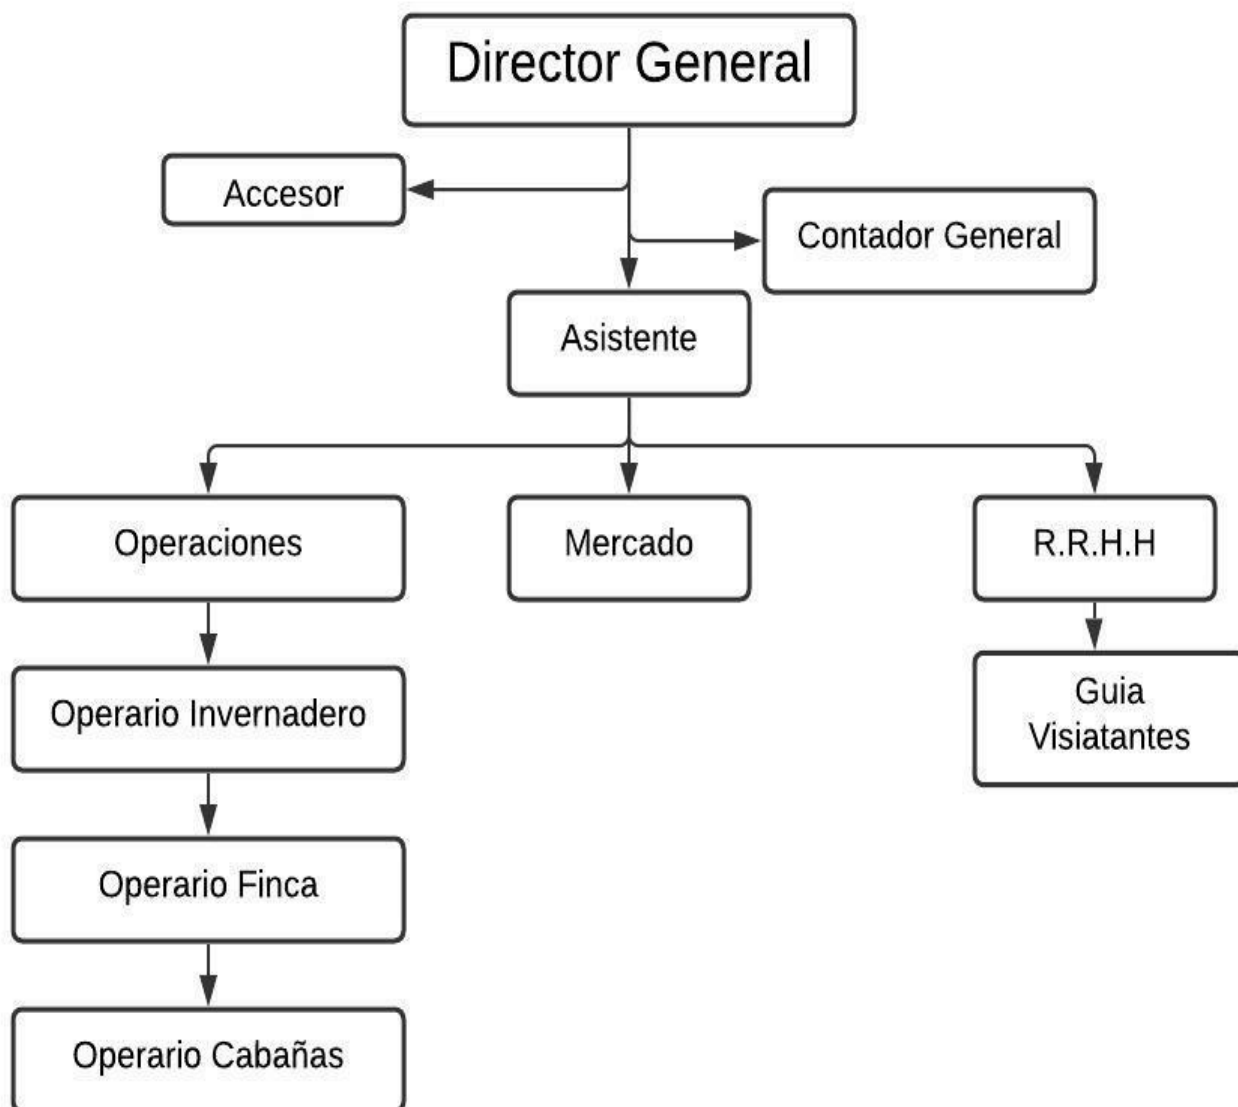 Director General
Accesor
Contador General
Asistente
Operaciones
Mercado
R.R.H.H
Operario Invernadero
Guia
Visiatantes
Operario Finca
Operario Cabañas